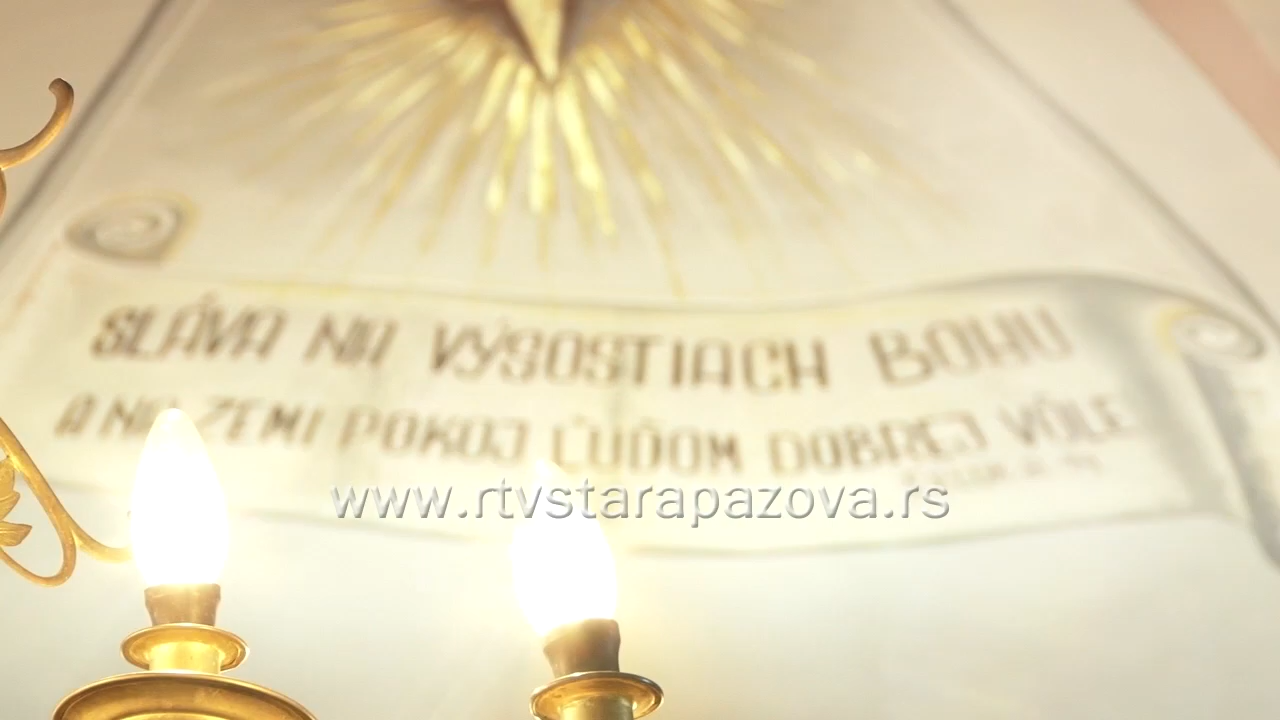 SLÁVA NA VÝSOSTIACH BOHU
A NA ZEMI POKOJ ĽUĎOM DOBREJ VÔLE
www.rtvstarapazova.rs